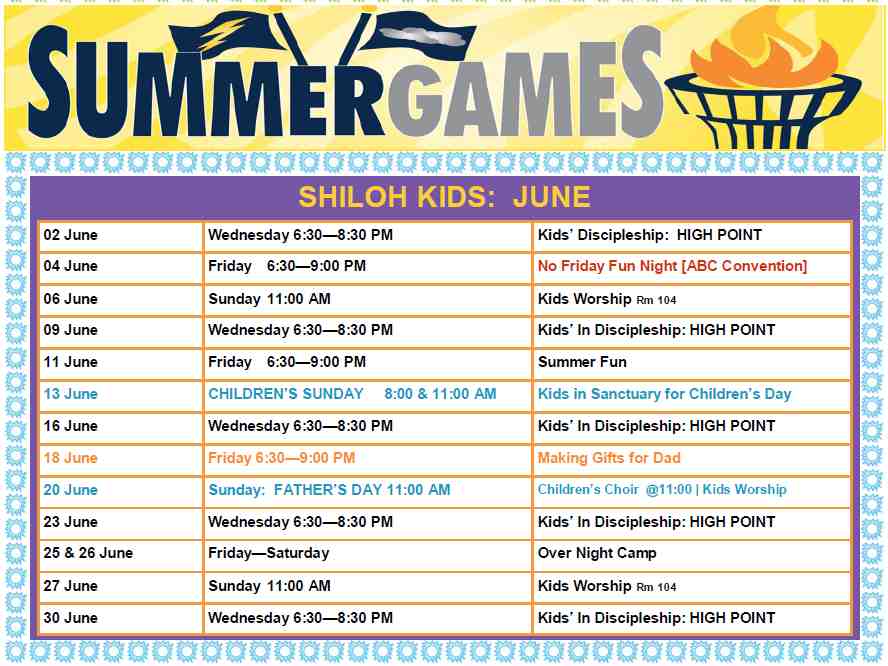 SUMMERGAMES
SHILOH KIDS: JUNE
02 June Wednesday 6:30—8:30 PM Kids’ Discipleship: HIGH POINT
04 June Friday 6:30—9:00 PM No Friday Fun Night [ABC Convention]
06 June Sunday 11:00 AM Kids Worship Rm 104
09 June Wednesday 6:30—8:30 PM Kids’ In Discipleship: HIGH POINT
11 June Friday 6:30—9:00 PM Summer Fun
13 June CHILDREN’S SUNDAY 8:00 & 11:00 AM Kids in Sanctuary for Children’s Day
16 June Wednesday 6:30—8:30 PM Kids’ In Discipleship: HIGH POINT
18 June Friday 6:30—9:00 PM Making Gifts for Dad
20 June Sunday: FATHER’S DAY 11:00 AM Children’s Choir @11:00 | Kids Worship
23 June Wednesday 6:30—8:30 PM Kids’ In Discipleship: HIGH POINT
25 & 26 June Friday—Saturday Over Night Camp
27 June Sunday 11:00 AM Kids Worship Rm 104
30 June Wednesday 6:30—8:30 PM Kids’ In Discipleship: HIGH POINT